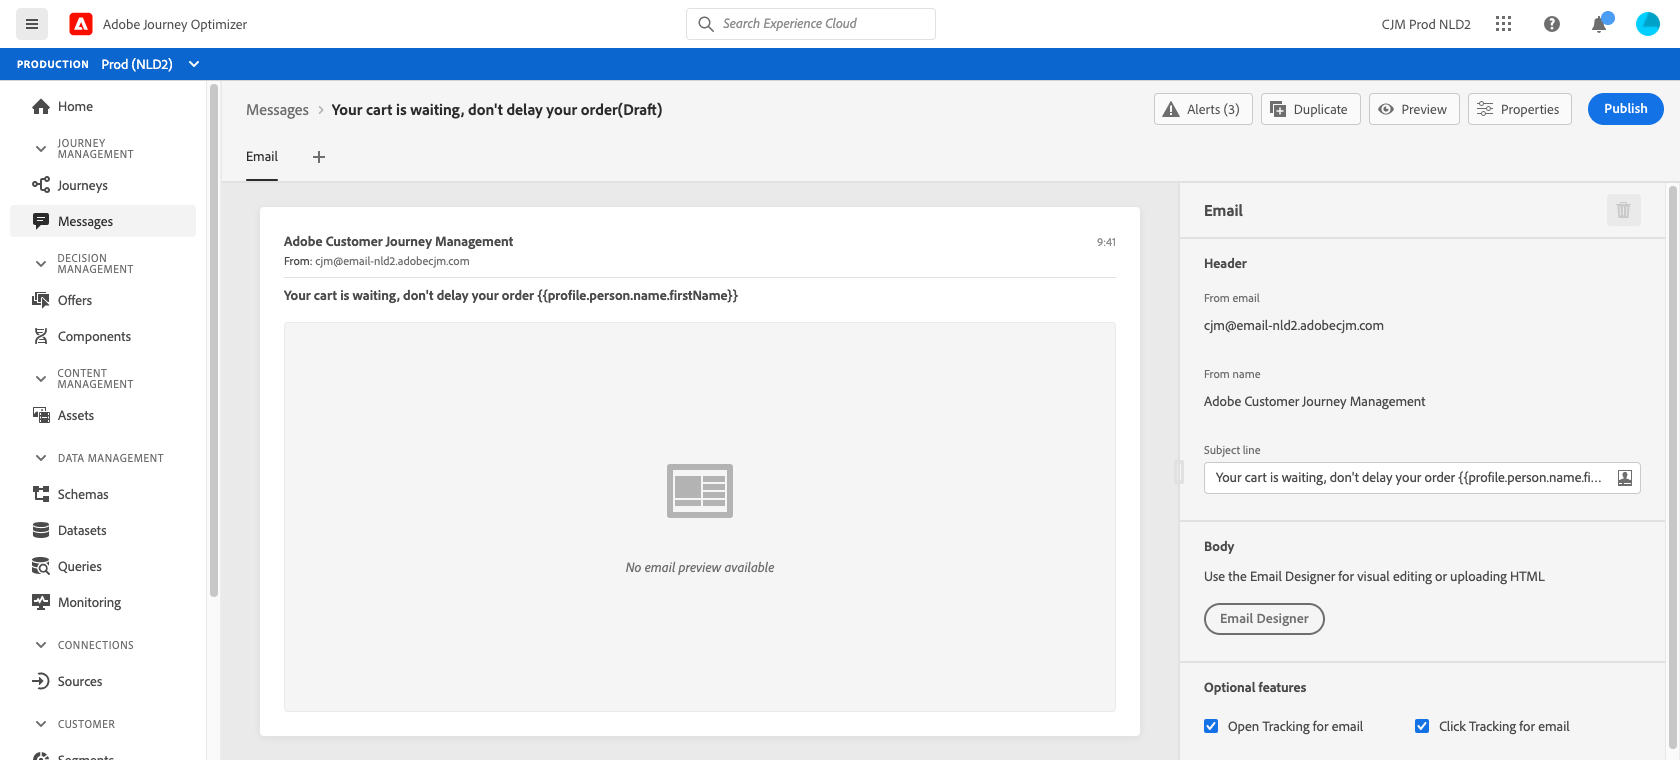 Adobe Journey Optimizer
Search Experience Cloud
CJM Prod NLD2
PRODUCTION Prod (NLD2)
Home
JOURNEY
MANAGEMENT
Journeys
Messages
DECISION
MANAGEMENT
Offers
Components
CONTENT
MANAGEMENT
Assets
DATA MANAGEMENT
Schemas
Datasets
Queries
Monitoring
CONNECTIONS
Sources
CUSTOMER
Segments
Messages > Your cart is waiting, don't delay your order(Draft)
Alerts (3)
Duplicate
Preview
Properties
Publish
Email
Adobe Customer Journey Management
9:41
From: cjm@email-nld2.adobecjm.com
Your cart is waiting, don't delay your order {{profile.person.name.firstName}}
No email preview available
Email
Header
From email
cjm@email-nld2.adobecjm.com
From name
Adobe Customer Journey Management
Subject line
Your cart is waiting, don't delay your order {{profile.person.name.fi...
Body
Use the Email Designer for visual editing or uploading HTML
Email Designer
Optional features
Open Tracking for email
Click Tracking for email